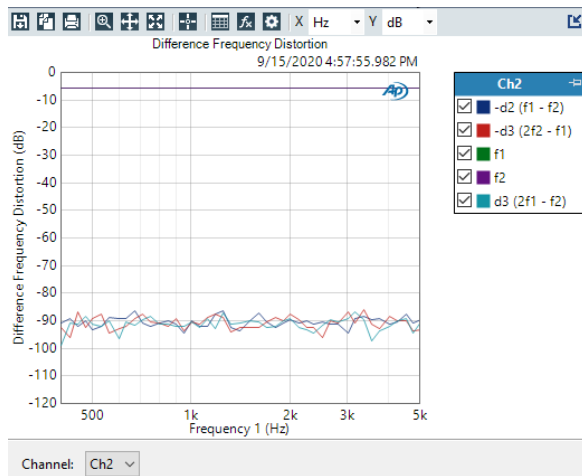 X Hz Y dB
Difference Frequency Distortion
9/15/2020 4:57:55.982 PM
Difference Frequency Distortion (dB)
0
-10
-20
-30
-40
-50
-60
-70
-80
-90
-100
-110
-120
AP
500 1k 2k 3k 5k
Frequency 1 (Hz)
Ch2
-d2 (f1 - f2)
-d3 (2f2 - f1)
f1
f2
d3 (2f1 - f2)
Channel: Ch2